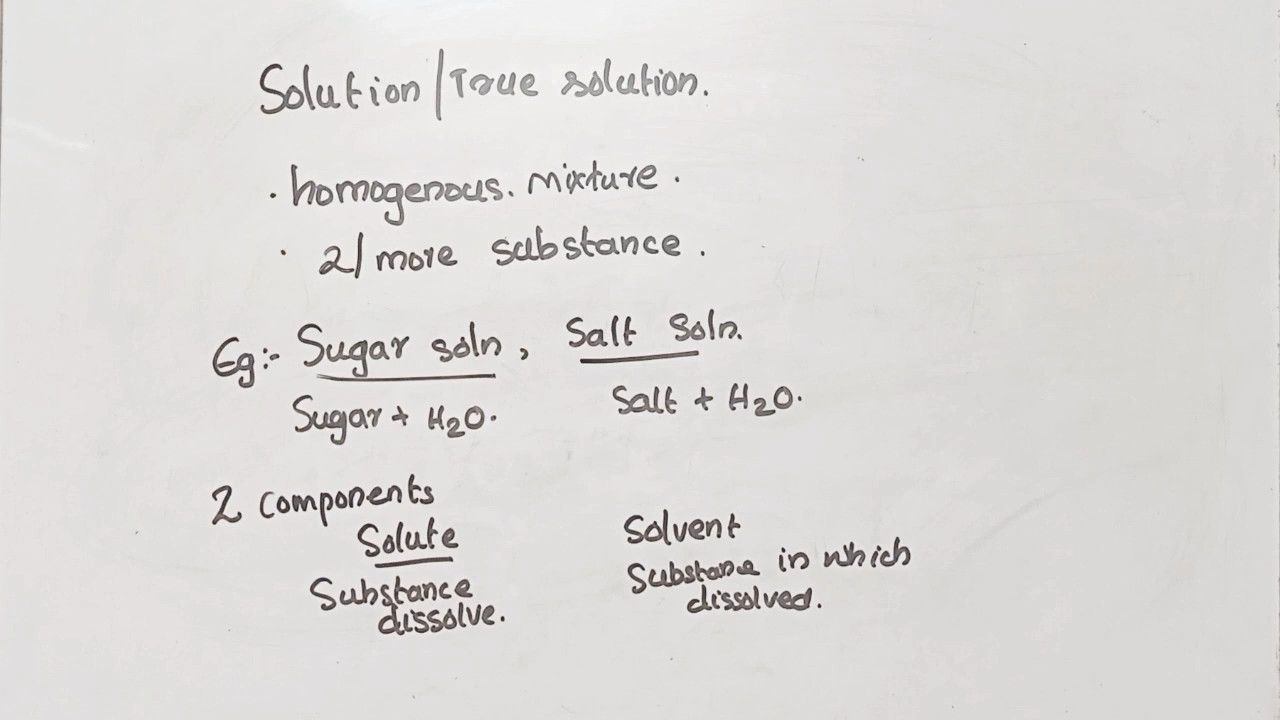 Solution/True solution.
· homogenous. mixture.
· 2/more substance.
Eg:- Sugar soln, Salt soln.
Sugar + H2O. Salt + H2O.
2 components
Solute Solvent
Substance Substance in which
dissolve. dissolved.